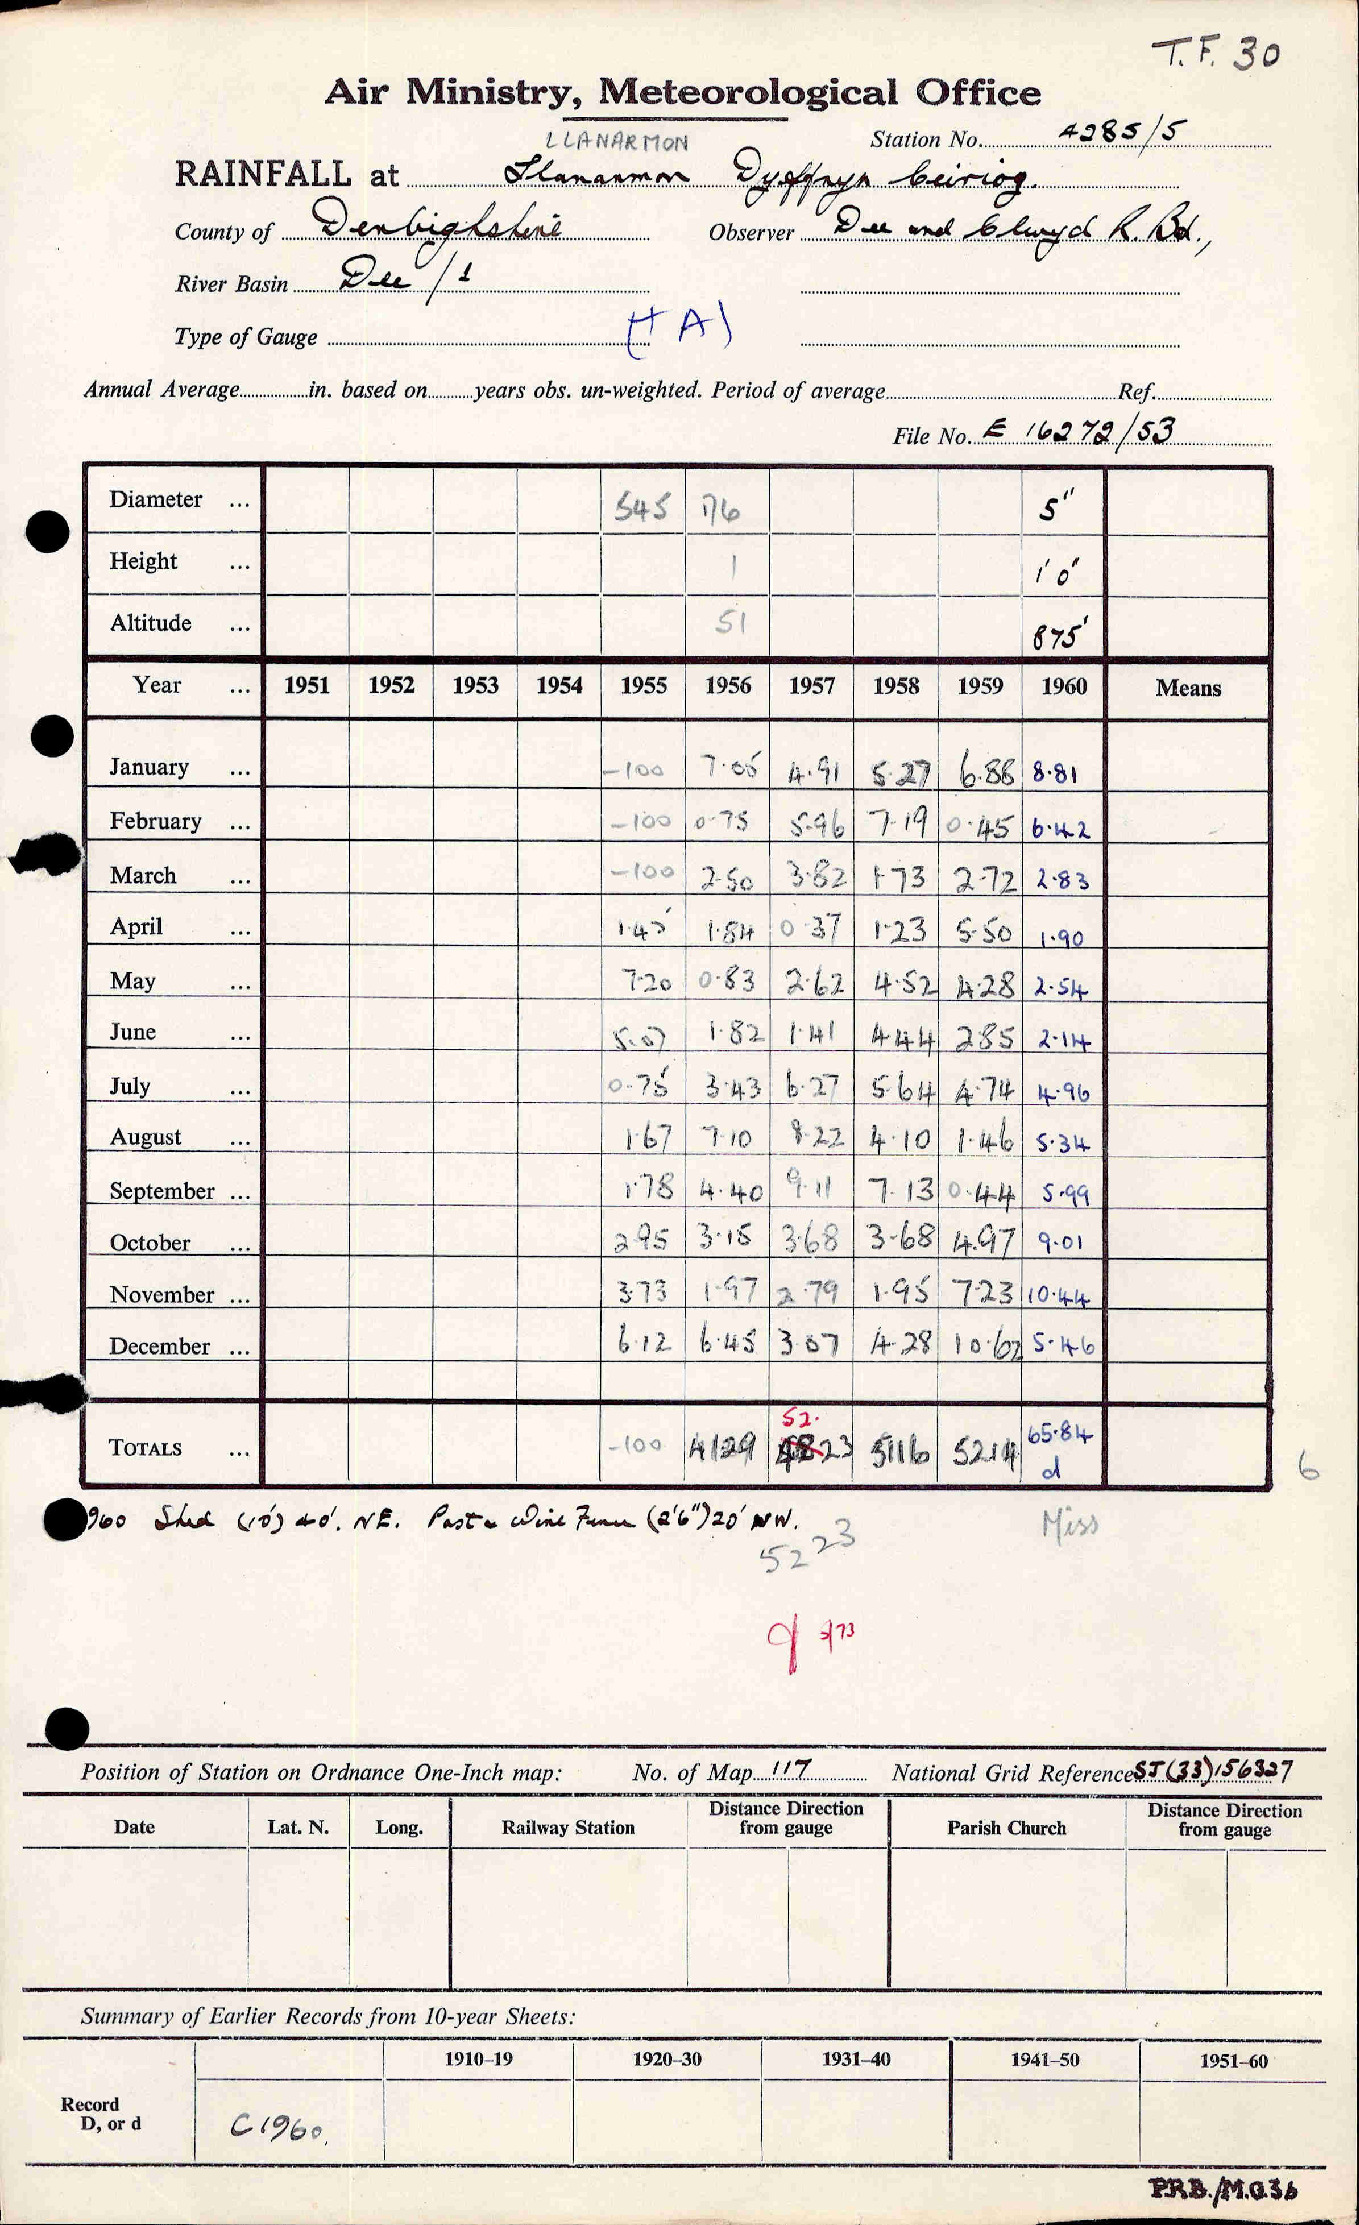 T.F. 30
Air Ministry, Meteorological Office
LLANARMON
Station No. 4285/5
RAINFALL at Llanarmon Dyffryn Ceiriog.
County of Denbighshire Observer Dee and Clwyd R. Bd.,
River Basin Dee /1
Type of Gauge (+ A)
Annual Average in. based on years obs. un-weighted. Period of average Ref.
File No. E 16272/53
Diameter ... 545 176 5"
Height ... 1 1'0"
Altitude ... 51 875'
Year ... 1951 1952 1953 1954 1955 1956 1957 1958 1959 1960 Means
January ... -100 7.05 4.91 5.27 6.88 8.81
February ... -100 0.75 5.96 7.19 0.45 6.42
March ... -100 2.50 3.82 1.73 2.72 2.83
April ... 1.45 1.84 0.37 1.23 5.50 1.90
May ... 7.20 0.83 2.62 4.52 4.28 2.54
June ... 5.07 1.82 1.41 4.44 2.85 2.14
July ... 0.75 3.43 6.27 5.64 4.74 4.96
August ... 1.67 7.10 8.22 4.10 1.46 5.34
September ... 1.78 4.40 9.11 7.13 0.44 5.99
October ... 2.95 3.15 3.68 3.68 4.97 9.01
November ... 3.73 1.97 2.79 1.95 7.23 10.44
December ... 6.12 6.45 3.07 4.28 10.62 5.46
52.
TOTALS ... -100 4129 4823 5116 5214 65.84
d
6
960 Shed (10') 40'. NE. Post & Wire Fence (2'6") 20' NW.
Miss
5223
9 3/73
Position of Station on Ordnance One-Inch map: No. of Map 117 National Grid Reference SJ (33) 156327
Date Lat. N. Long. Railway Station Distance Direction from gauge Parish Church Distance Direction from gauge
Summary of Earlier Records from 10-year Sheets:
1910–19 1920–30 1931–40 1941–50 1951–60
Record
D, or d C1960.
P.R.B./M.O.3b